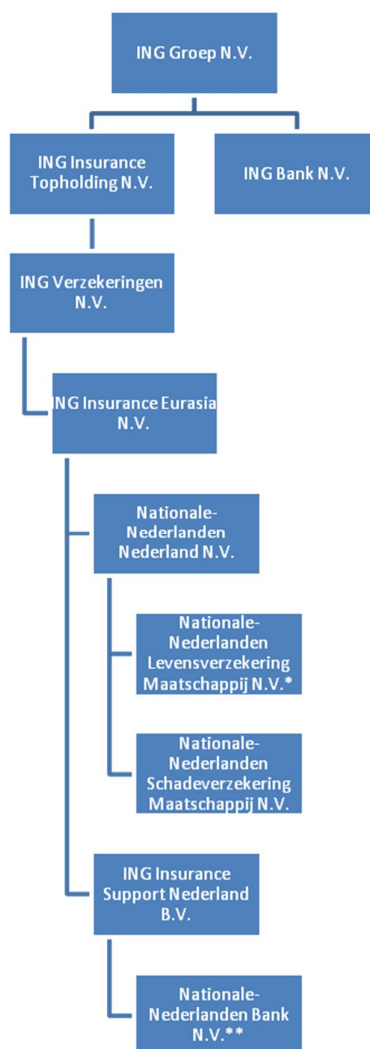 ING Groep N.V.
ING Insurance
Topholding N.V.
ING Bank N.V.
ING Verzekeringen
N.V.
ING Insurance Eurasia
N.V.
Nationale-
Nederlanden
Nederland N.V.
Nationale-
Nederlanden
Levensverzekering
Maatschappij N.V.*
Nationale-
Nederlanden
Schadeverzekering
Maatschappij N.V.
ING Insurance
Support Nederland
B.V.
Nationale-
Nederlanden Bank
N.V.**